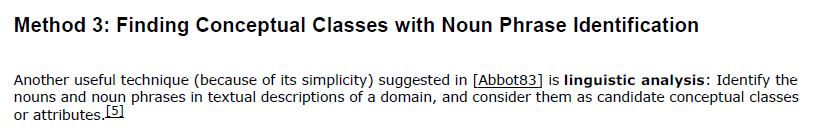 Method 3: Finding Conceptual Classes with Noun Phrase Identification
Another useful technique (because of its simplicity) suggested in [Abbot83] is linguistic analysis: Identify the
nouns and noun phrases in textual descriptions of a domain, and consider them as candidate conceptual classes
or attributes.[5]